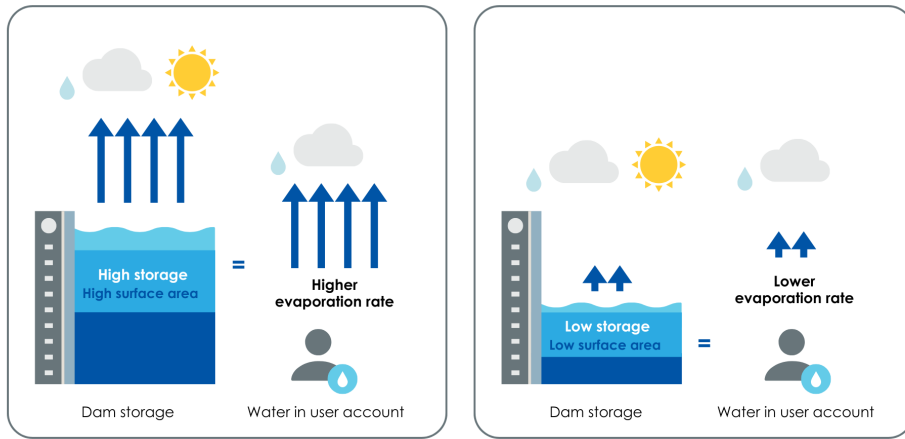 High storage
High surface area
=
Higher
evaporation rate
Dam storage
Water in user account
Low storage
Low surface area
=
Lower
evaporation rate
Dam storage
Water in user account